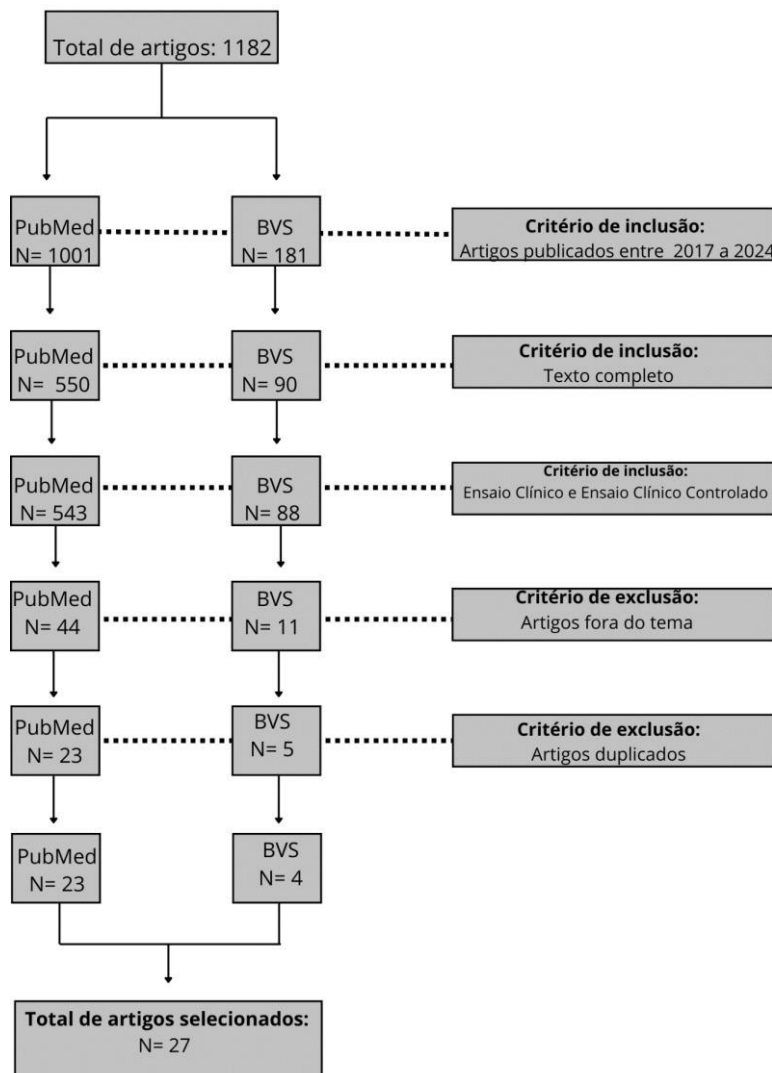 Total de artigos: 1182
PubMed
N= 1001
BVS
N= 181
Critério de inclusão:
Artigos publicados entre 2017 a 2024
PubMed
N= 550
BVS
N= 90
Critério de inclusão:
Texto completo
PubMed
N= 543
BVS
N= 88
Critério de inclusão:
Ensaio Clínico e Ensaio Clínico Controlado
PubMed
N= 44
BVS
N= 11
Critério de exclusão:
Artigos fora do tema
PubMed
N= 23
BVS
N= 5
Critério de exclusão:
Artigos duplicados
PubMed
N= 23
BVS
N= 4
Total de artigos selecionados:
N= 27